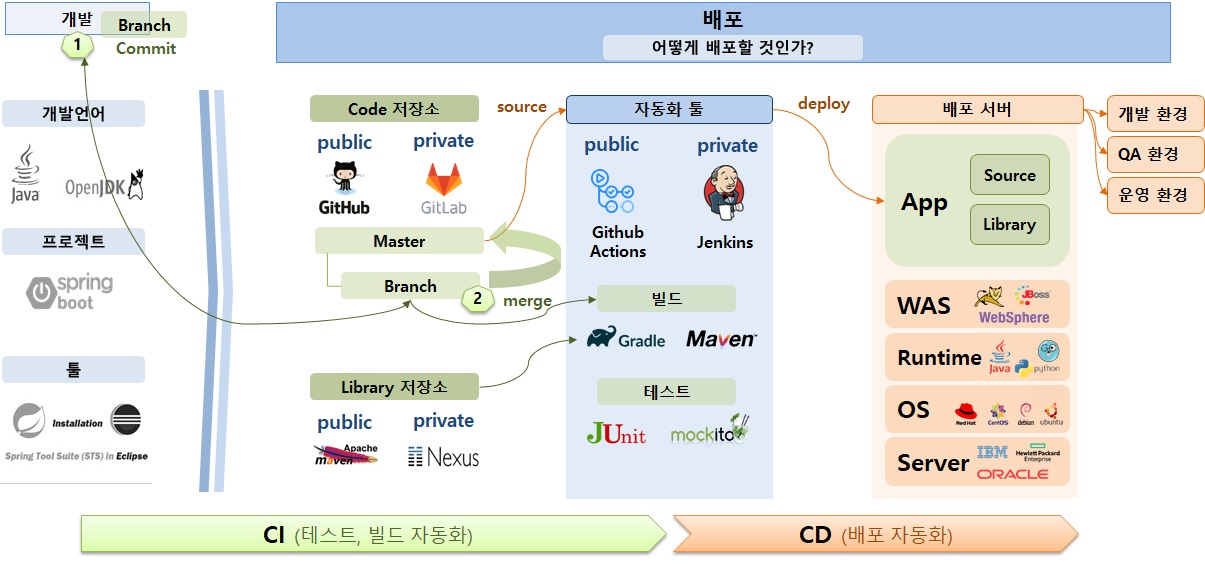 개발
Branch
Commit
1
배포
어떻게 배포할 것인가?
개발언어
Java
OpenJDK
프로젝트
spring
boot
툴
Installation
Spring Tool Suite (STS) in Eclipse
Code 저장소
public
private
GitHub
GitLab
Master
Branch
2
merge
source
Library 저장소
public
private
Apache
maven
Nexus
자동화 툴
public
private
Github
Actions
Jenkins
빌드
Gradle
Maven™
테스트
JUnit
mockito
deploy
배포 서버
App
Source
Library
WAS
JBoss
WebSphere
Runtime
Java
python
OS
Red Hat
CentOS
debian
ubuntu
Server
IBM
Hewlett Packard
Enterprise
ORACLE
개발 환경
QA 환경
운영 환경
CI (테스트, 빌드 자동화)
CD (배포 자동화)